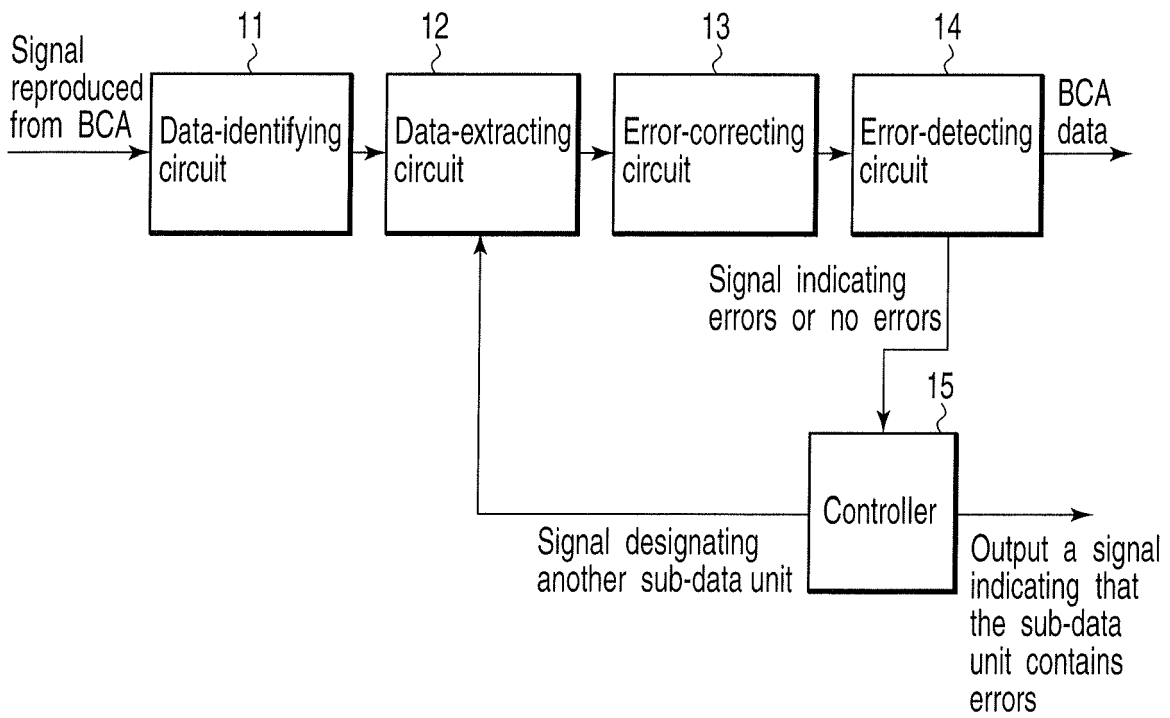 11
12
13
14
Signal
reproduced
from BCA
Data-identifying
circuit
Data-extracting
circuit
Error-correcting
circuit
Error-detecting
circuit
BCA
data
Signal indicating
errors or no errors
15
Controller
Signal designating
another sub-data unit
Output a signal
indicating that
the sub-data
unit contains
errors